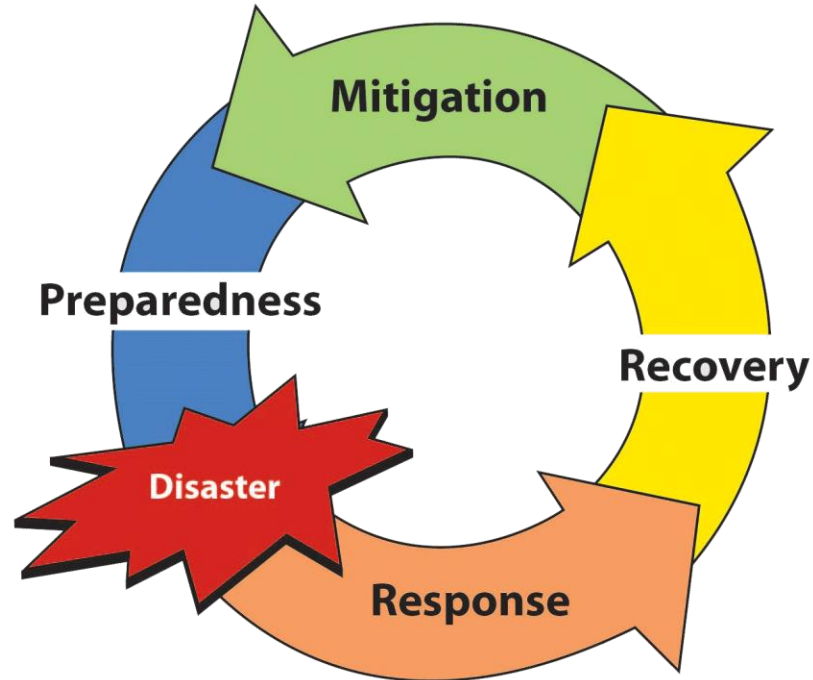 Mitigation
Preparedness
Recovery
Disaster
Response